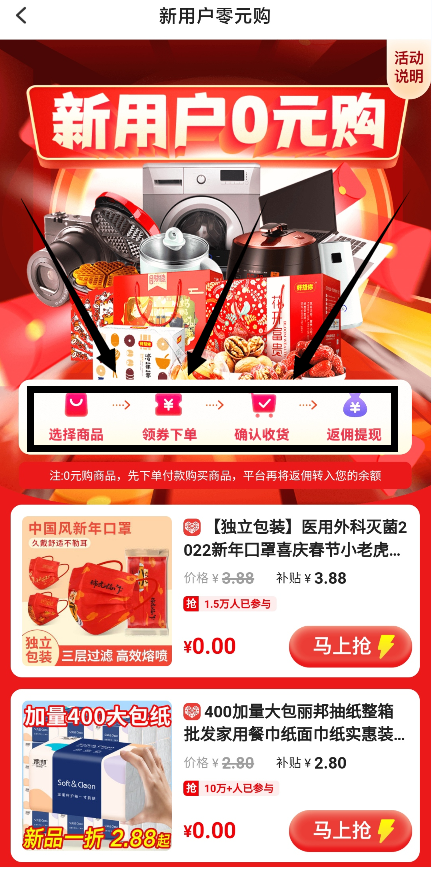 新用户零元购
活动
说明
新用户0元购
好想你
花开富贵
选择商品
领券下单
确认收货
返佣提现
注:0元购商品，先下单付款购买商品，平台再将返佣转入您的余额
中国风新年口罩
久戴舒适不勒耳
独立
包装
三层过滤 高效熔喷
【独立包装】医用外科灭菌2
022新年口罩喜庆春节小老虎...
价格 ¥ 3.88 补贴 ¥ 3.88
抢 1.5万人已参与
¥0.00
马上抢
加量400大包纸
Soft&Clean
新品一折 2.88起
400加量大包丽邦抽纸整箱
批发家用餐巾纸面巾纸实惠装...
价格 ¥ 2.80 补贴 ¥ 2.80
抢 10万+人已参与
¥0.00
马上抢